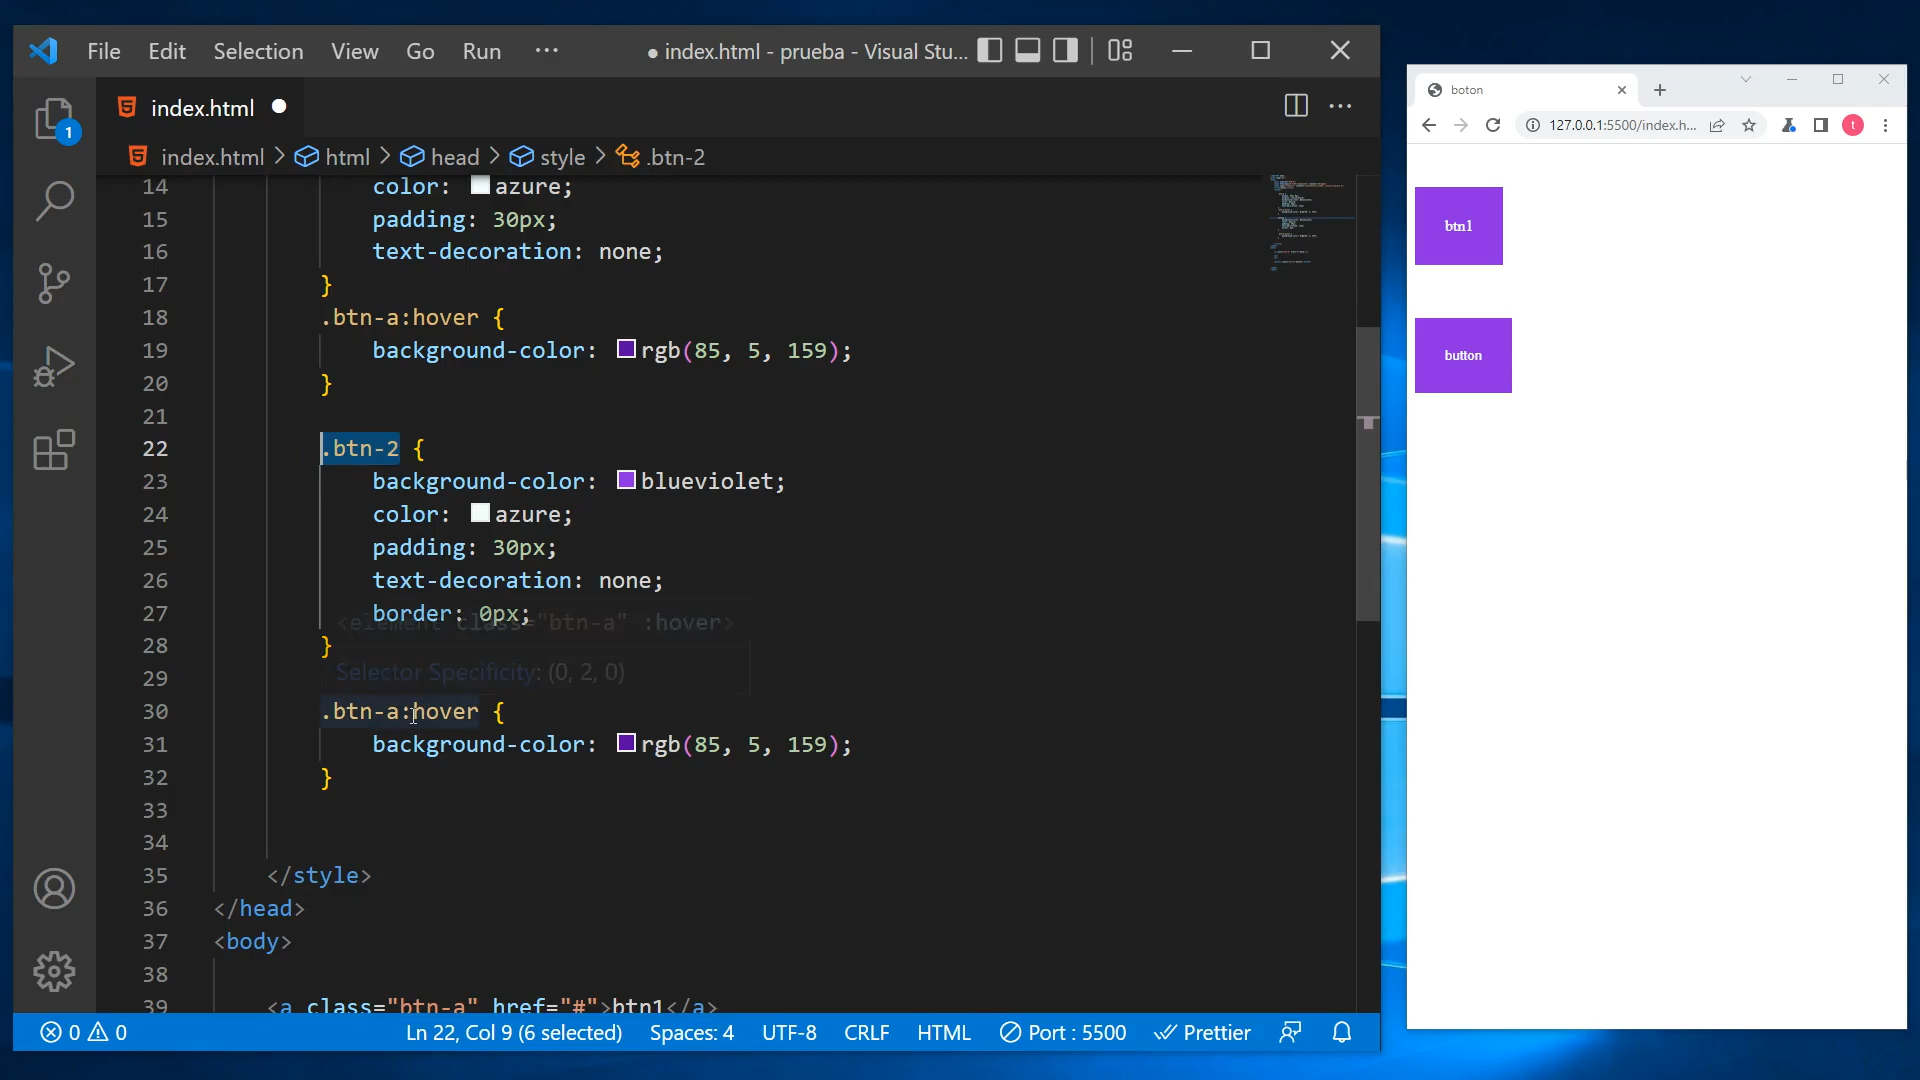 File Edit Selection View Go Run ··· ● index.html - prueba - Visual Stu...
1
index.html ●
index.html > html > head > style > .btn-2
14 color: azure;
15 padding: 30px;
16 text-decoration: none;
17 }
18 .btn-a:hover {
19 background-color: rgb(85, 5, 159);
20 }
21
22 .btn-2 {
23 background-color: blueviolet;
24 color: azure;
25 padding: 30px;
26 text-decoration: none;
27 border: 0px;
<element class="btn-a" :hover>
28 }
Selector Specificity: (0, 2, 0)
29
30 .btn-a:hover {
31 background-color: rgb(85, 5, 159);
32 }
33
34
35 </style>
36 </head>
37 <body>
38
39 <a class="btn-a" href="#">btn1</a>
0 0 Ln 22, Col 9 (6 selected) Spaces: 4 UTF-8 CRLF HTML Port : 5500 Prettier
boton
127.0.0.1:5500/index.h...
t
btn1
button